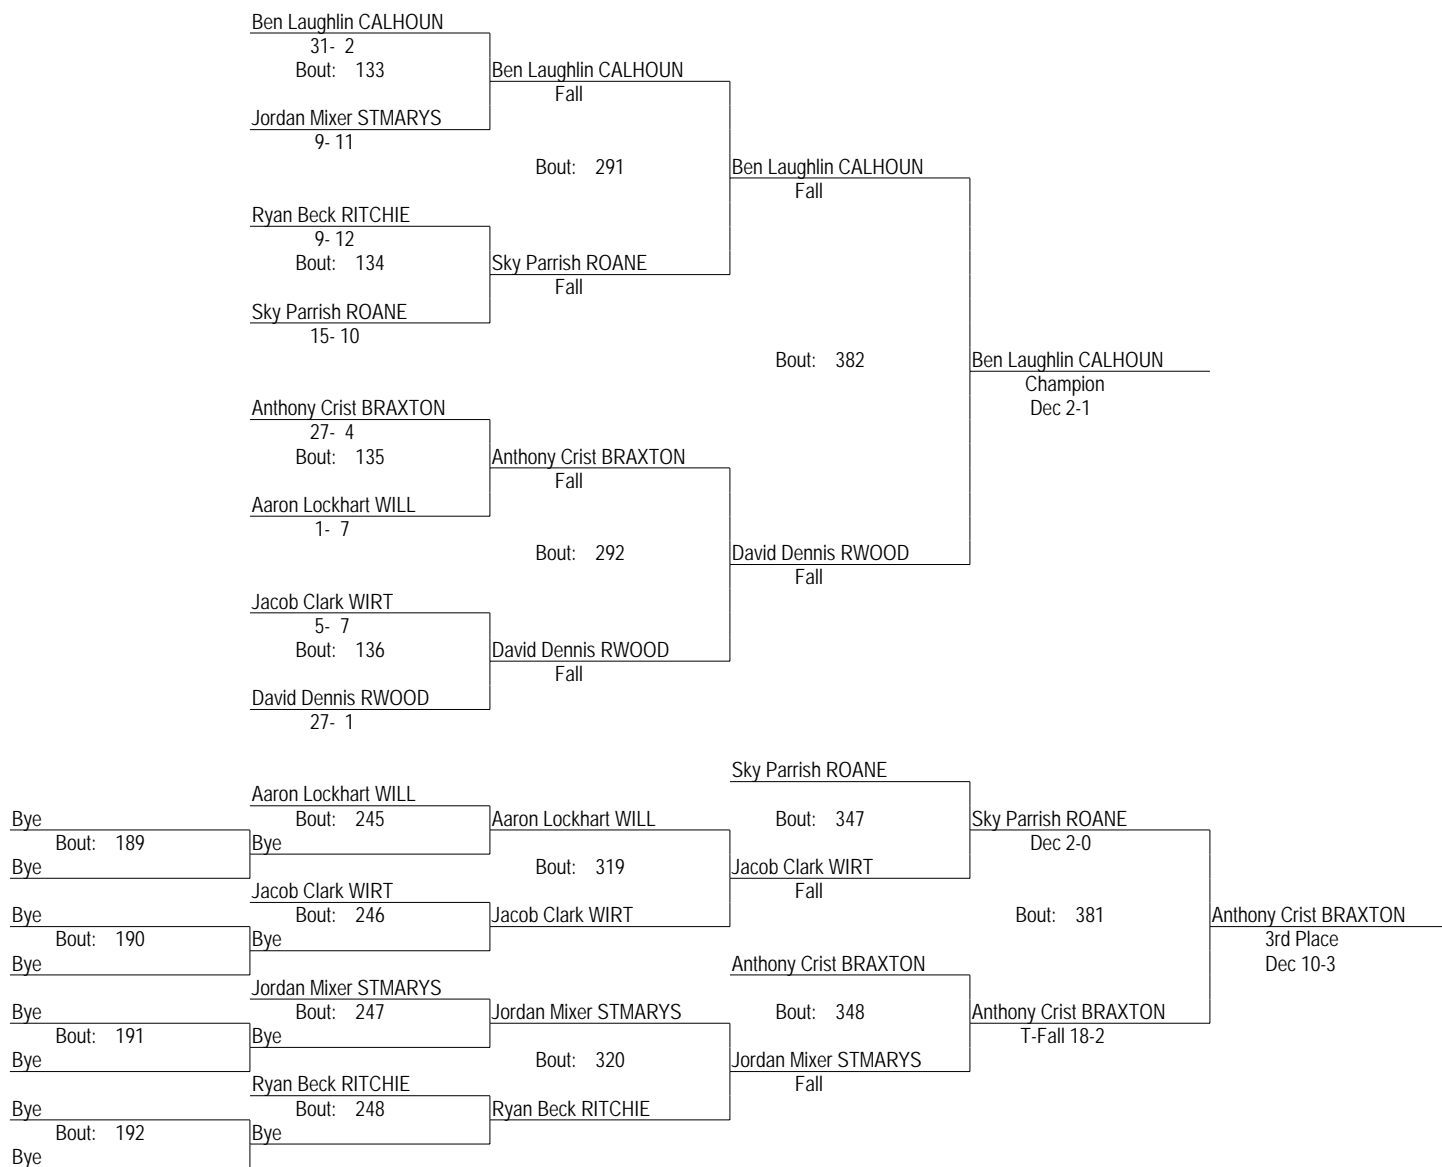 Ben Laughlin CALHOUN
31- 2
Bout: 133
Ben Laughlin CALHOUN
Fall
Jordan Mixer STMARYS
9- 11
Bout: 291
Ben Laughlin CALHOUN
Fall
Ryan Beck RITCHIE
9- 12
Bout: 134
Sky Parrish ROANE
Fall
Sky Parrish ROANE
15- 10
Bout: 382
Ben Laughlin CALHOUN
Champion
Dec 2-1
Anthony Crist BRAXTON
27- 4
Bout: 135
Anthony Crist BRAXTON
Fall
Aaron Lockhart WILL
1- 7
Bout: 292
David Dennis RWOOD
Fall
Jacob Clark WIRT
5- 7
Bout: 136
David Dennis RWOOD
Fall
David Dennis RWOOD
27- 1
Sky Parrish ROANE
Aaron Lockhart WILL
Bye
Bout: 245
Aaron Lockhart WILL
Bout: 347
Sky Parrish ROANE
Bout: 189
Bye
Dec 2-0
Bye
Bout: 319
Jacob Clark WIRT
Jacob Clark WIRT
Fall
Bye
Bout: 246
Jacob Clark WIRT
Bout: 381
Anthony Crist BRAXTON
Bout: 190
Bye
3rd Place
Bye
Anthony Crist BRAXTON
Dec 10-3
Jordan Mixer STMARYS
Bye
Bout: 247
Jordan Mixer STMARYS
Bout: 348
Anthony Crist BRAXTON
Bout: 191
Bye
T-Fall 18-2
Bye
Bout: 320
Jordan Mixer STMARYS
Ryan Beck RITCHIE
Fall
Bye
Bout: 248
Ryan Beck RITCHIE
Bout: 192
Bye
Bye